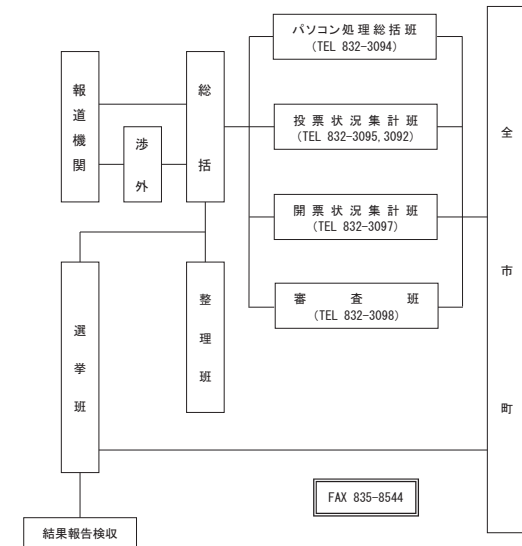 パソコン処理総括班
(TEL 832-3094)
報道機関
総括
渉外
投票状況集計班
(TEL 832-3095,3092)
全市町
開票状況集計班
(TEL 832-3097)
審査班
(TEL 832-3098)
選挙班
整理班
FAX 835-8544
結果報告検収